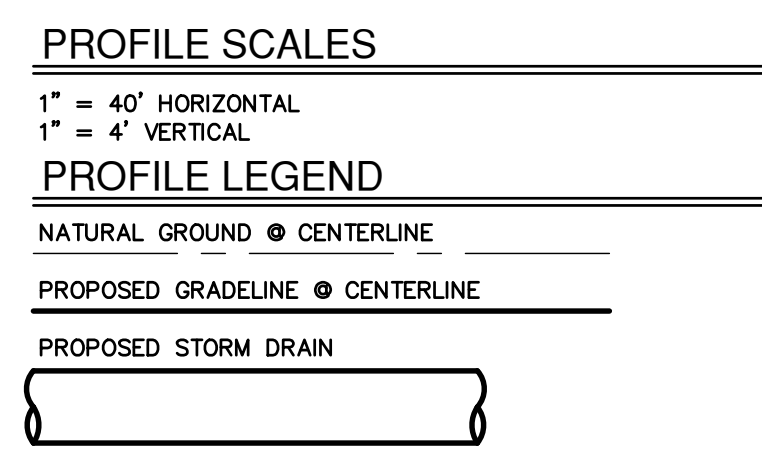 PROFILE SCALES
1" = 40' HORIZONTAL
1" = 4' VERTICAL
PROFILE LEGEND
NATURAL GROUND @ CENTERLINE
PROPOSED GRADELINE @ CENTERLINE
PROPOSED STORM DRAIN